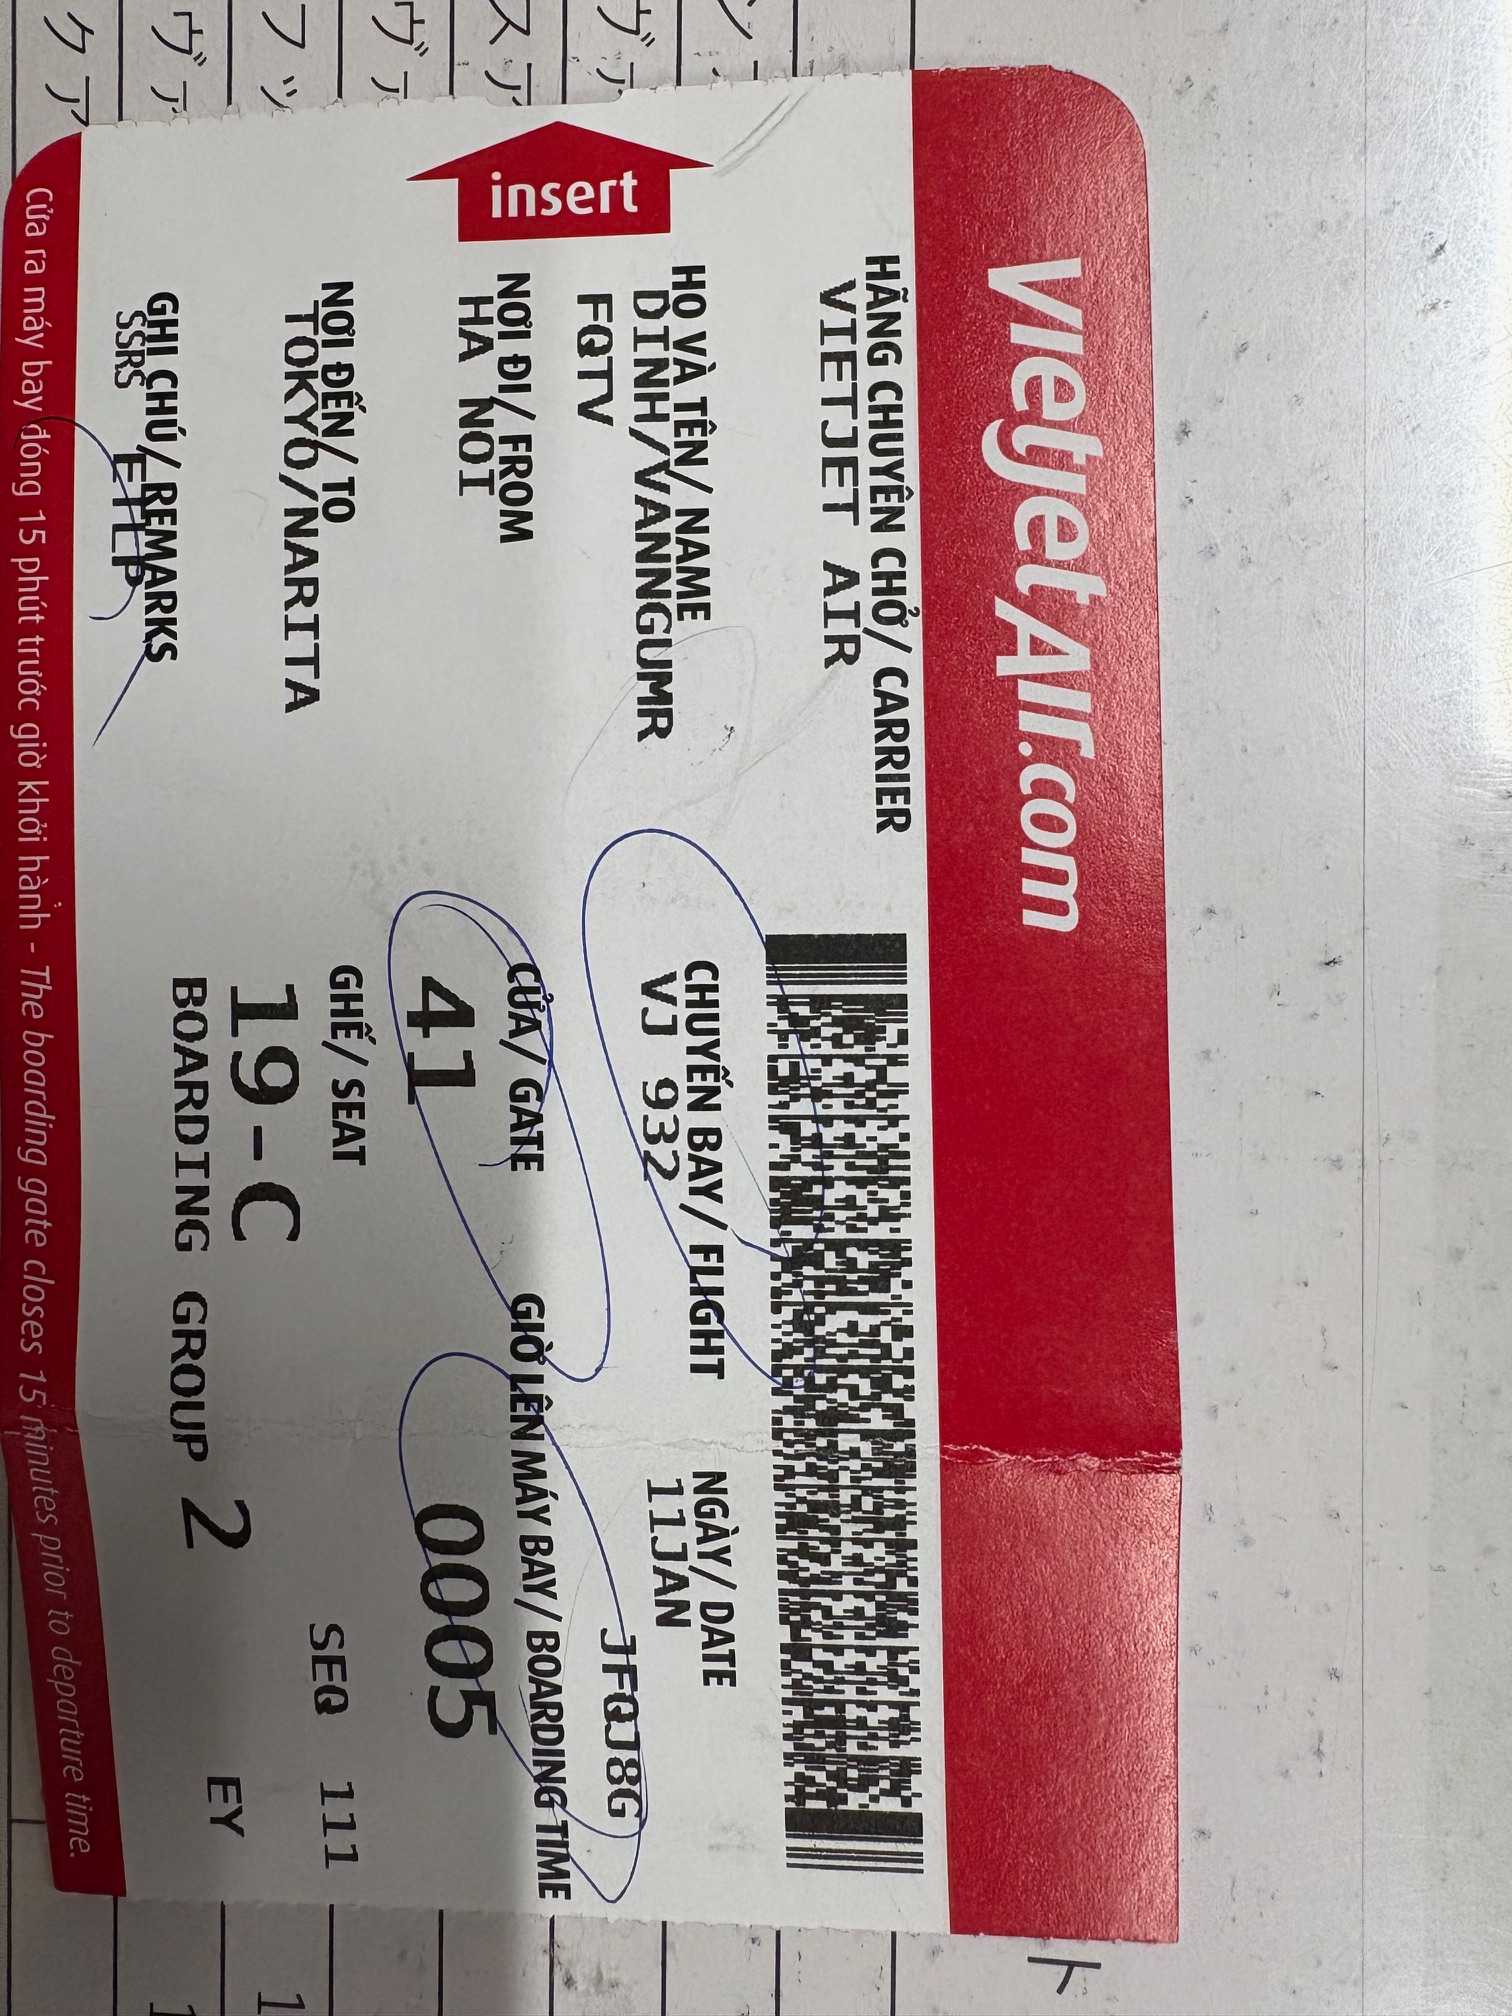 VietjetAir.com
insert
HÃNG CHUYÊN CHỞ/ CARRIER
VIETJET AIR
HỌ VÀ TÊN/ NAME
DINH/VANNGUMR
FQTV
CHUYẾN BAY/ FLIGHT
VJ 932
NGÀY/ DATE
11JAN
JFQJ8G
NƠI ĐI/ FROM
HA NOI
CỬA/ GATE
41
GIỜ LÊN MÁY BAY/ BOARDING TIME
0005
NƠI ĐẾN/ TO
TOKYO/NARITA
GHẾ/ SEAT
19-C
SEQ 111
GHI CHÚ/ REMARKS
SSRS ETLP
BOARDING GROUP 2
EY
Cửa ra máy bay đóng 15 phút trước giờ khởi hành - The boarding gate closes 15 minutes prior to departure time.